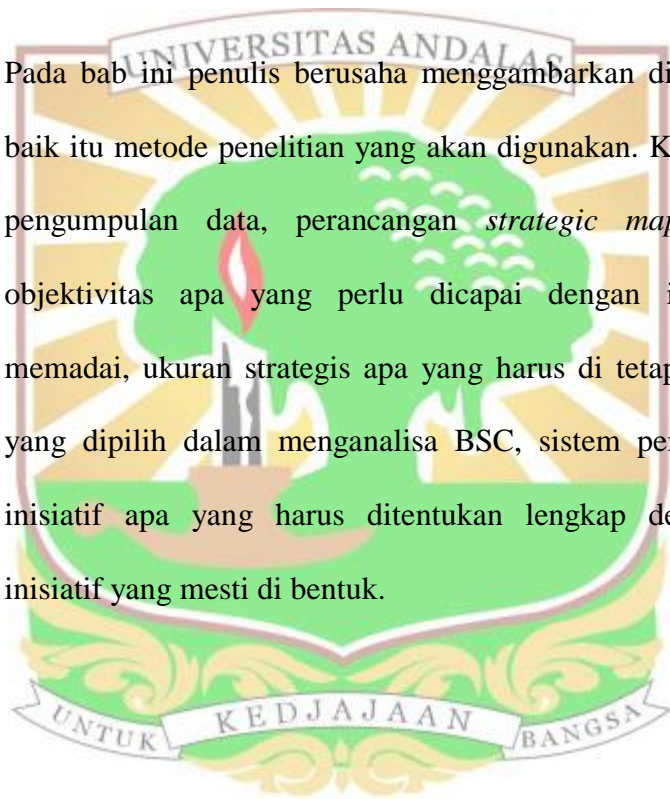 UNIVERSITAS ANDALAS
Pada bab ini penulis berusaha menggambarkan di
baik itu metode penelitian yang akan digunakan. K
pengumpulan data, perancangan strategic map
objektivitas apa yang perlu dicapai dengan i
memadai, ukuran strategis apa yang harus di tetap
yang dipilih dalam menganalisa BSC, sistem per
inisiatif apa yang harus ditentukan lengkap de
inisiatif yang mesti di bentuk.
UNTUK KEDJAJAAN BANGSA